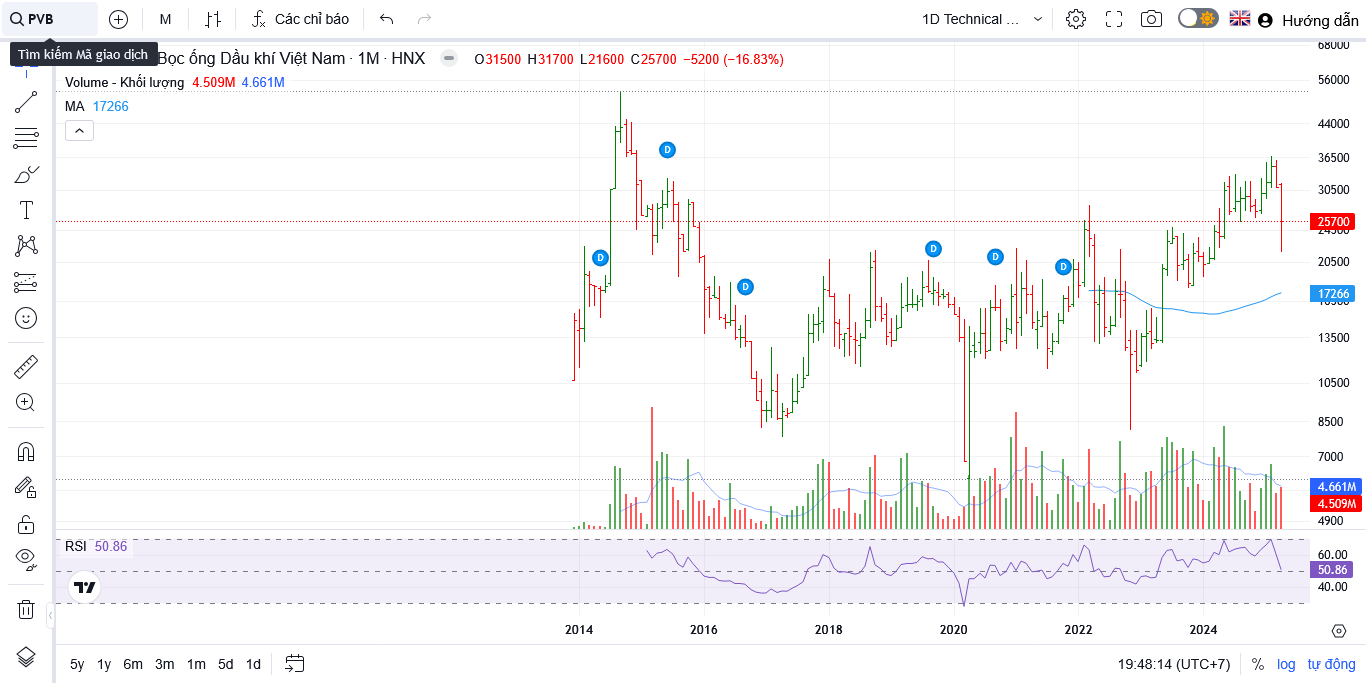 PVB
M
Các chỉ báo
1D Technical ...
Hướng dẫn
Tìm kiếm Mã giao dịch
Bọc ống Dầu khí Việt Nam · 1M · HNX O31500 H31700 L21600 C25700 −5200 (−16.83%)
Volume - Khối lượng 4.509M 4.661M
MA 17266
D
D
D
D
D
D
68000
56000
44000
36500
30500
25700
24500
20500
17266
13500
10500
8500
7000
4.661M
4.509M
4900
RSI 50.86
60.00
50.86
40.00
2014 2016 2018 2020 2022 2024
5y 1y 6m 3m 1m 5d 1d
19:48:14 (UTC+7) % log tự động